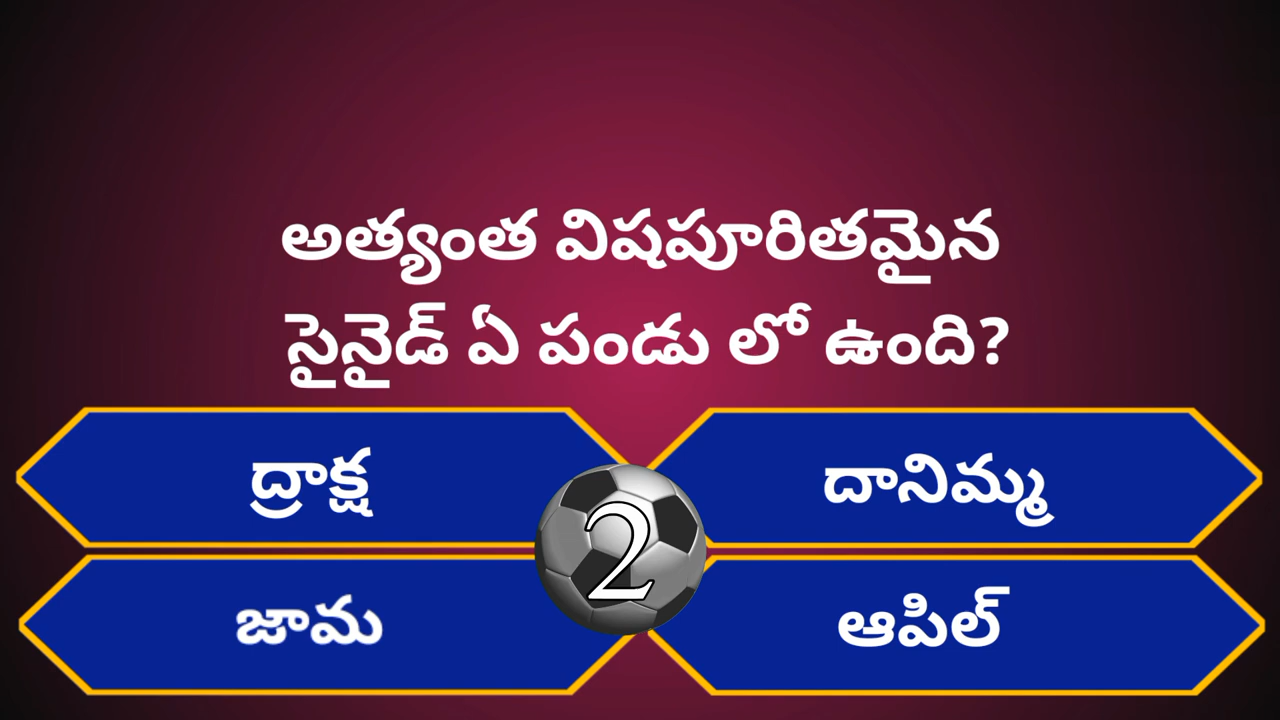 అత్యంత విషపూరితమైన
సైనైడ్ ఏ పండు లో ఉంది?
ద్రాక్ష
దానిమ్మ
2
జామ
ఆపిల్